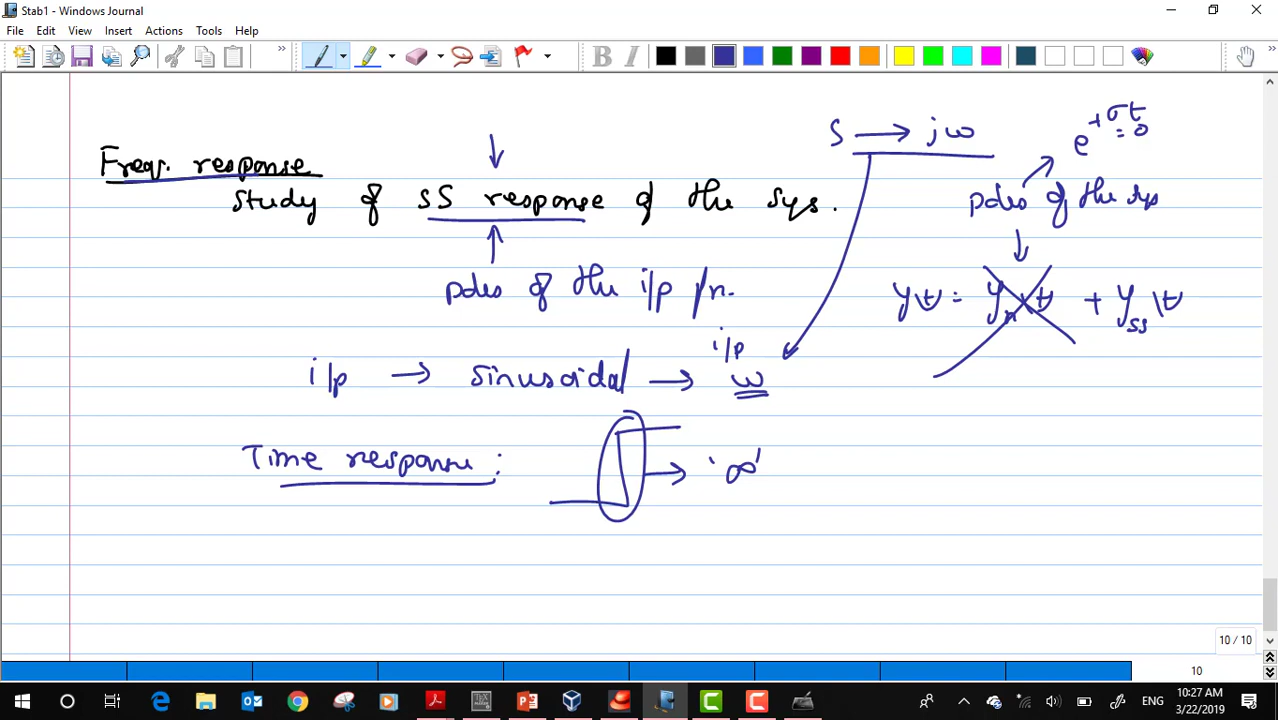 Stab1 - Windows Journal
File Edit View Insert Actions Tools Help
S → jω
e^{+σt} = 0
Freq. response
study of SS response of the sys.
poles of the sys
poles of the i/p fn.
y(t) = y_n(t) + y_ss(t)
i/p
i/p → sinusoidal → ω
Time response: → '∞'
10 / 10
10
ENG
10:27 AM
3/22/2019